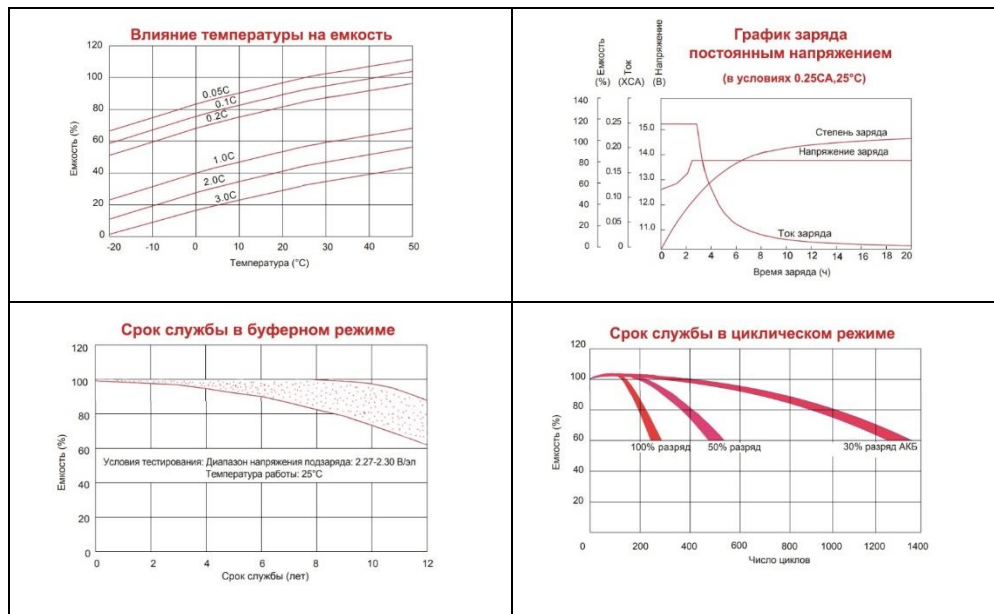 Влияние температуры на емкость
120
100
80
60
40
20
0
Емкость (%)
0.05C
0.1C
0.2C
1.0C
2.0C
3.0C
-20 -10 0 10 20 30 40 50
Температура (°C)
График заряда
постоянным напряжением
(в условиях 0.25CA,25°C)
Емкость
(%)
Ток
(XCA)
Напряжение
(В)
140
120
100
80
60
40
20
0
0.25
0.20
0.15
0.10
0.05
0
15.0
14.0
13.0
12.0
11.0
Степень заряда
Напряжение заряда
Ток заряда
0 2 4 6 8 10 12 14 16 18 20
Время заряда (ч)
Срок службы в буферном режиме
120
100
80
60
40
20
0
Емкость (%)
Условия тестирования: Диапазон напряжения подзаряда: 2.27-2.30 В/эл
Температура работы: 25°C
0 2 4 6 8 10 12
Срок службы (лет)
Срок службы в циклическом режиме
120
100
80
60
40
20
0
Емкость (%)
100% разряд
50% разряд
30% разряд АКБ
200 400 600 800 1000 1200 1400
Число циклов